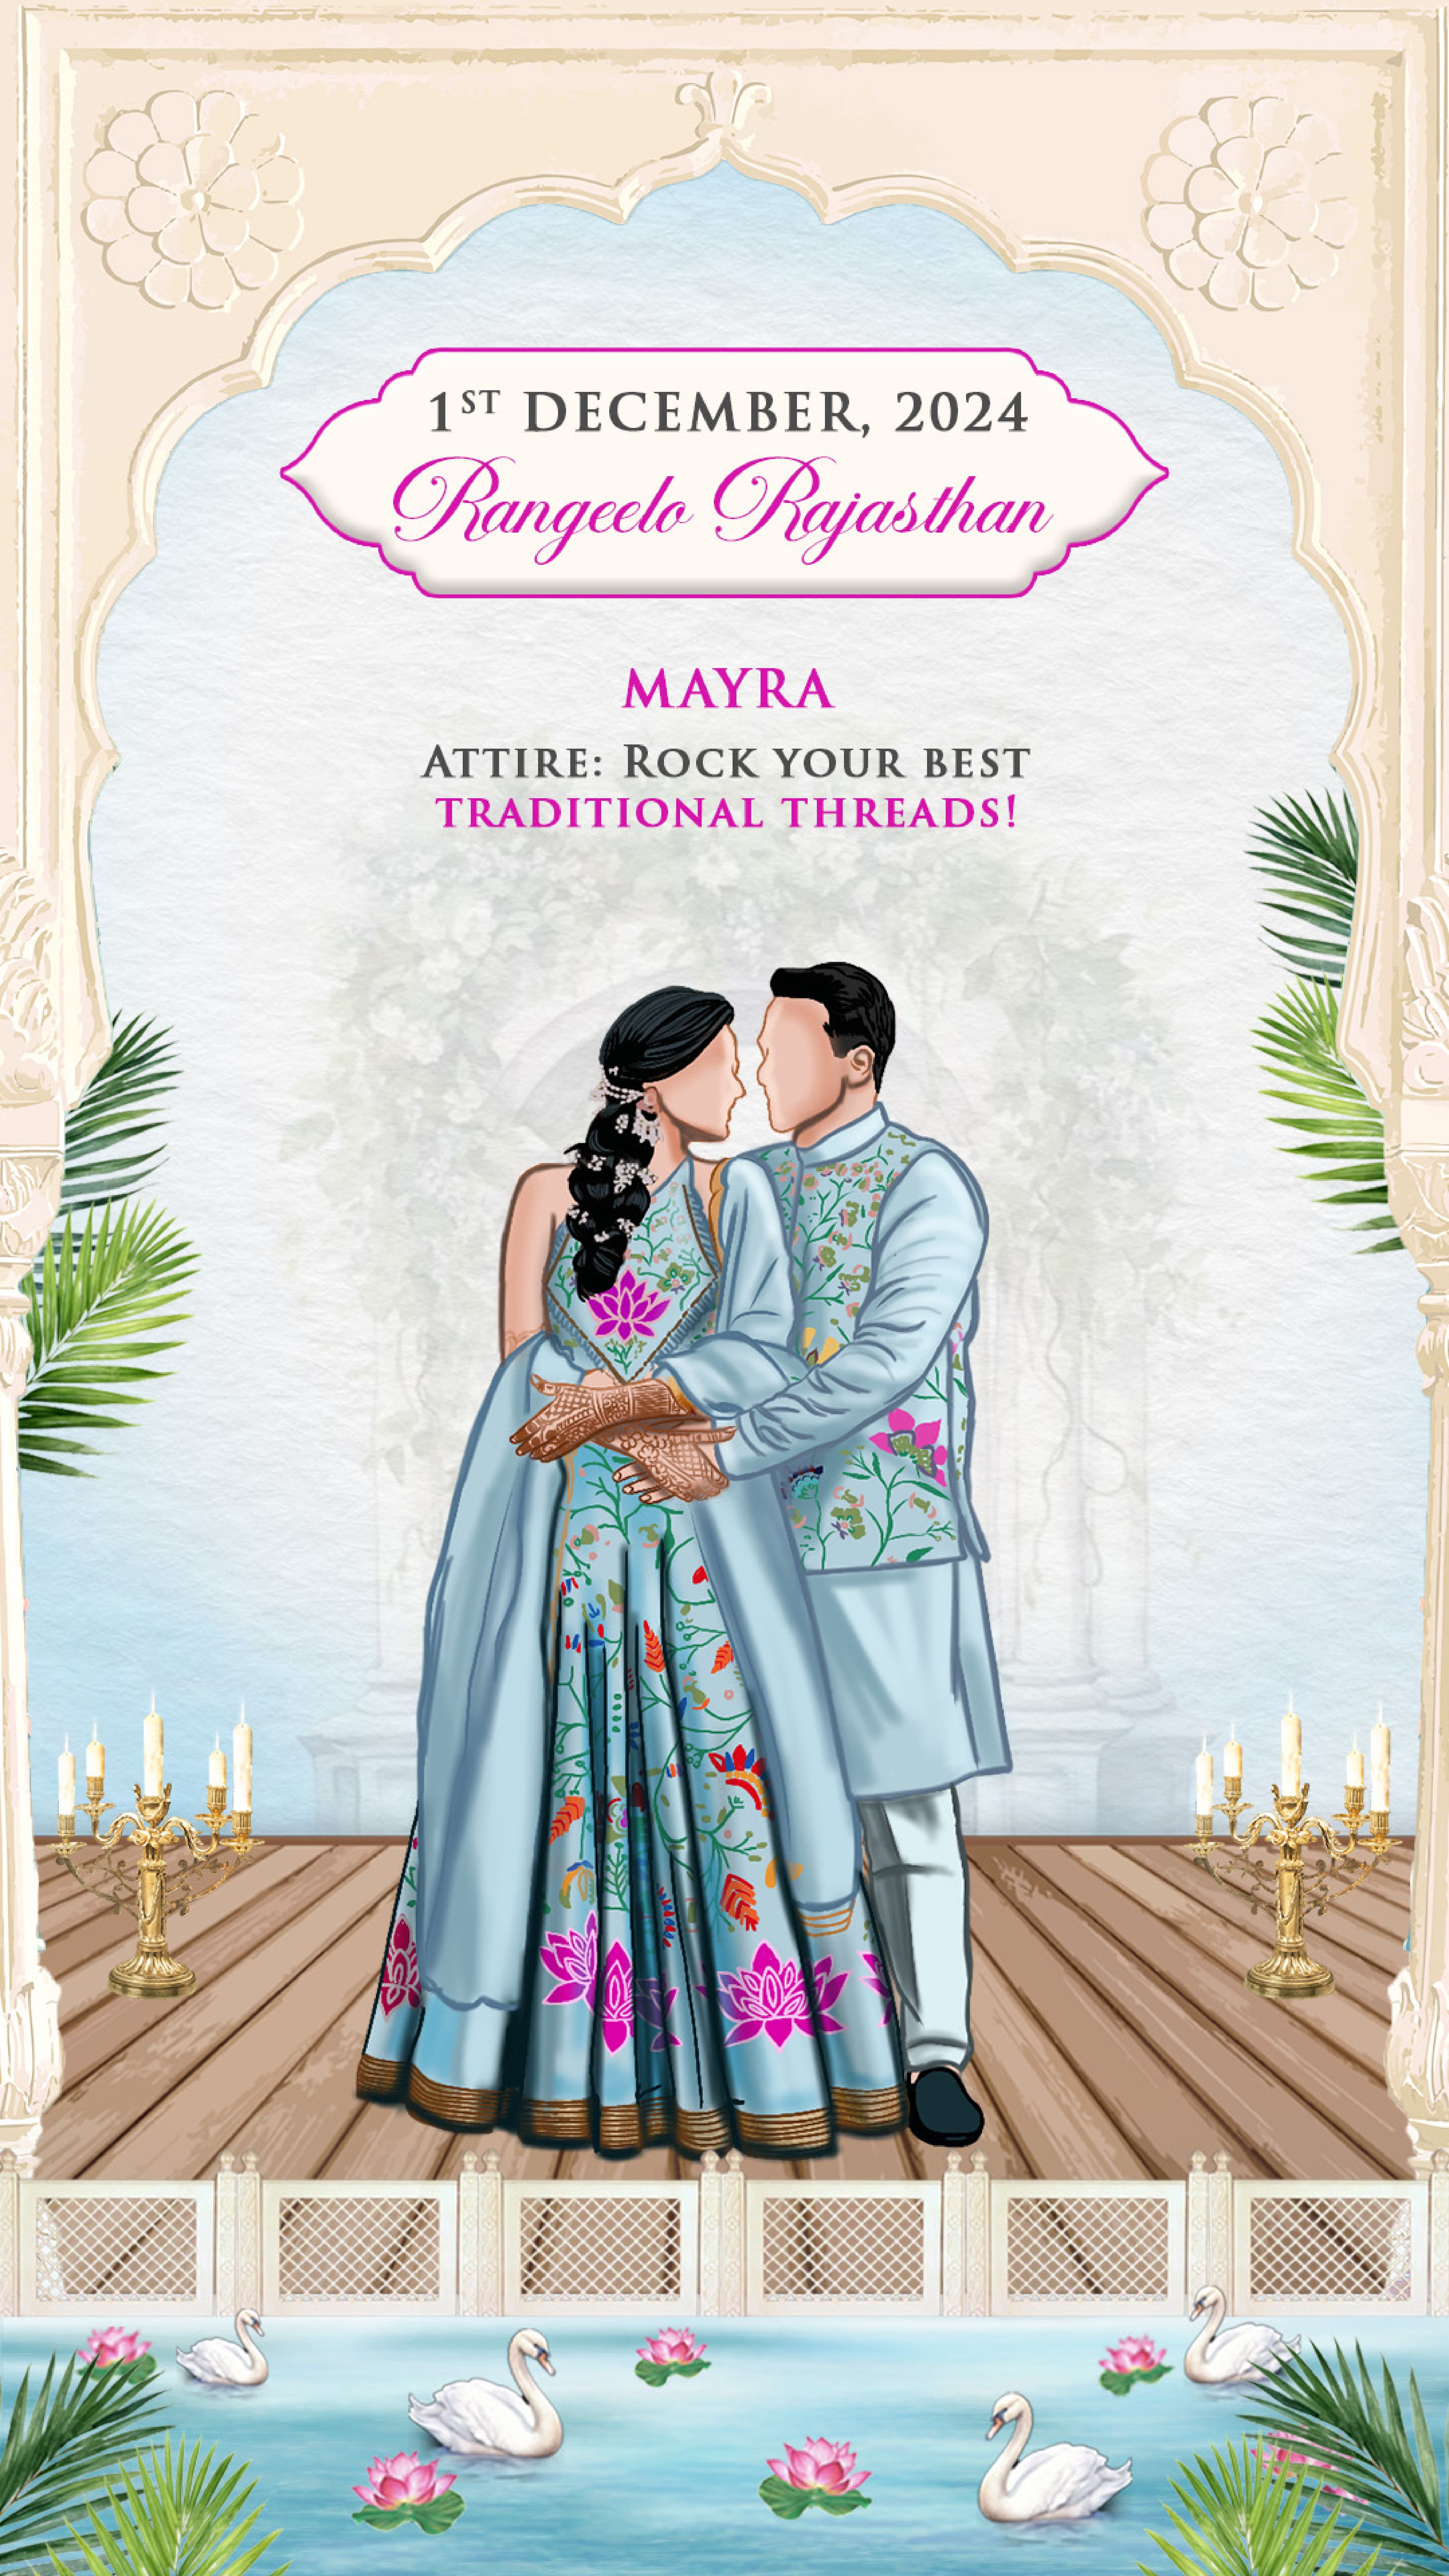 1ST DECEMBER, 2024
Rangeelo Rajasthan
MAYRA
ATTIRE: ROCK YOUR BEST
TRADITIONAL THREADS!